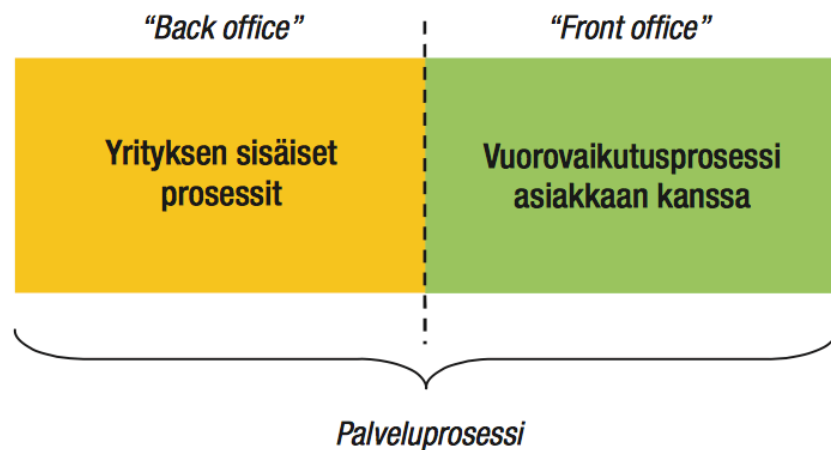 ”Back office”
”Front office”
Yrityksen sisäiset
prosessit
Vuorovaikutusprosessi
asiakkaan kanssa
Palveluprosessi